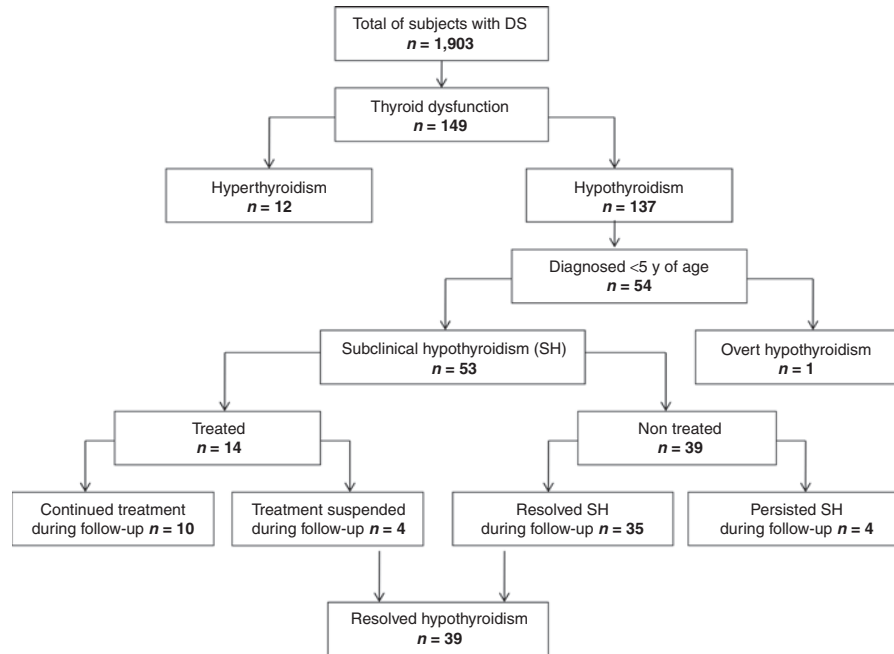 Total of subjects with DS
n = 1,903
Thyroid dysfunction
n = 149
Hyperthyroidism
n = 12
Hypothyroidism
n = 137
Diagnosed <5 y of age
n = 54
Subclinical hypothyroidism (SH)
n = 53
Overt hypothyroidism
n = 1
Treated
n = 14
Non treated
n = 39
Continued treatment
during follow-up n = 10
Treatment suspended
during follow-up n = 4
Resolved SH
during follow-up n = 35
Persisted SH
during follow-up n = 4
Resolved hypothyroidism
n = 39